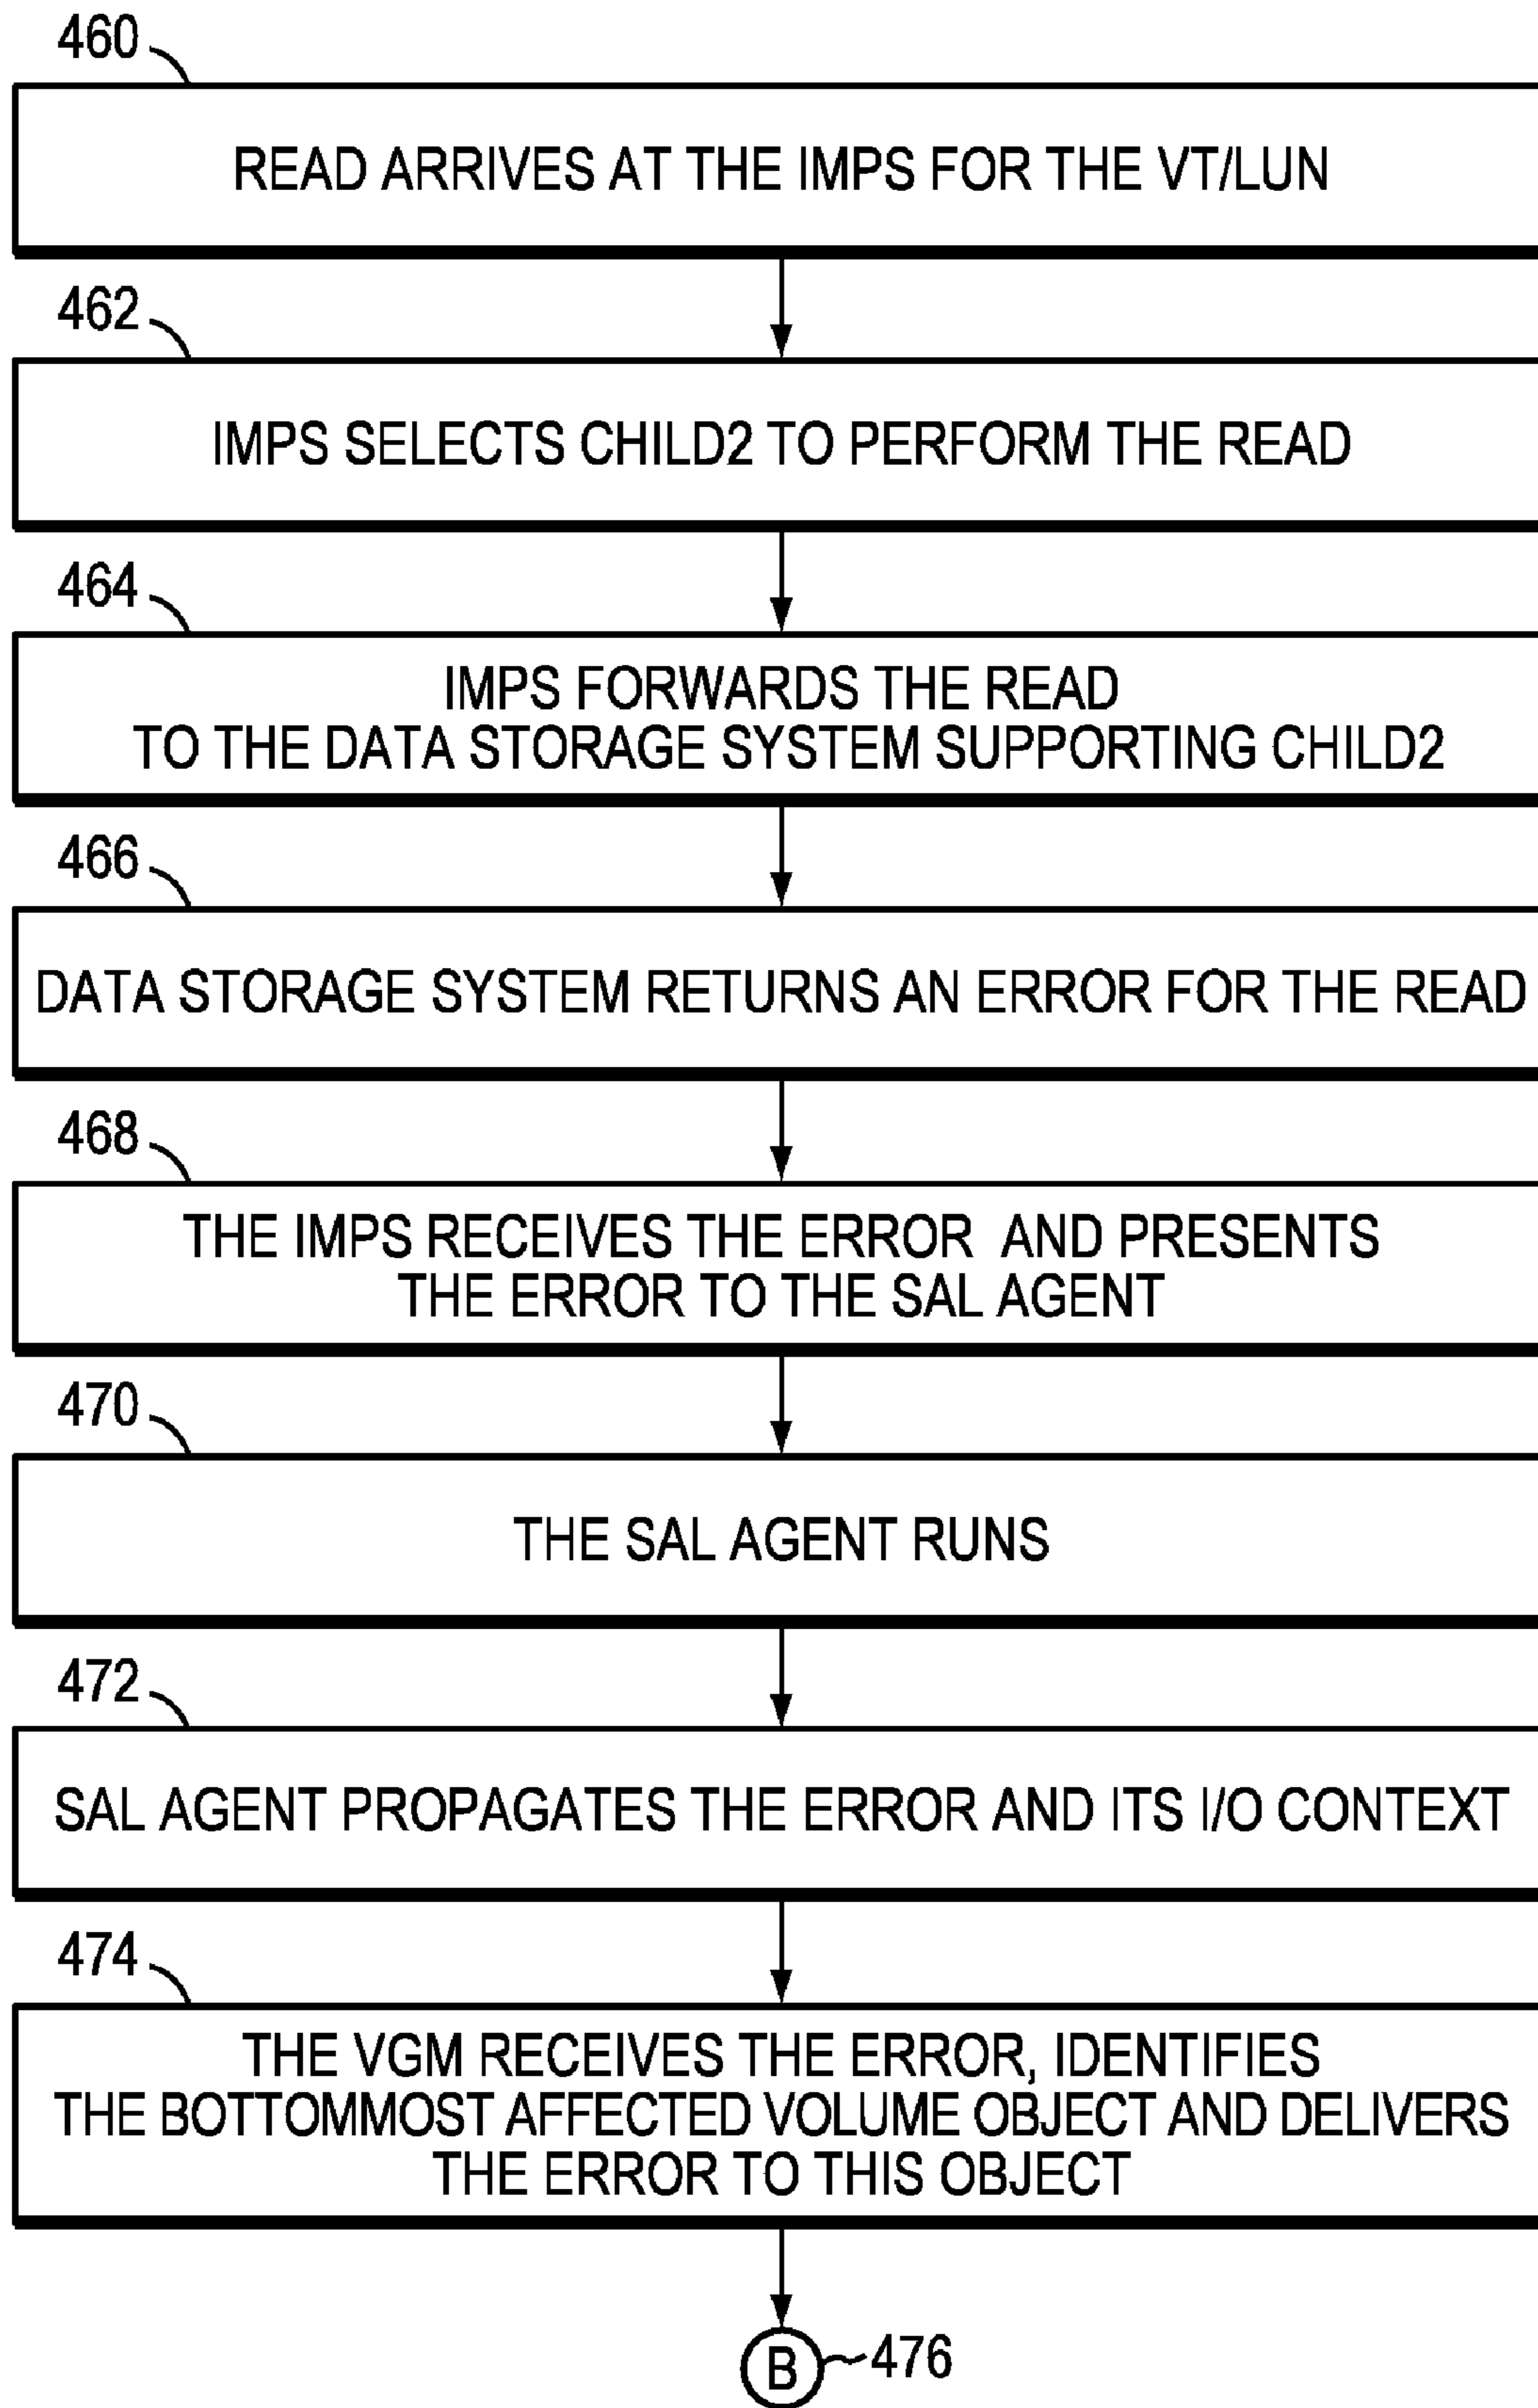 460
READ ARRIVES AT THE IMPS FOR THE VT/LUN
462
IMPS SELECTS CHILD2 TO PERFORM THE READ
464
IMPS FORWARDS THE READ
TO THE DATA STORAGE SYSTEM SUPPORTING CHILD2
466
DATA STORAGE SYSTEM RETURNS AN ERROR FOR THE READ
468
THE IMPS RECEIVES THE ERROR AND PRESENTS
THE ERROR TO THE SAL AGENT
470
THE SAL AGENT RUNS
472
SAL AGENT PROPAGATES THE ERROR AND ITS I/O CONTEXT
474
THE VGM RECEIVES THE ERROR, IDENTIFIES
THE BOTTOMMOST AFFECTED VOLUME OBJECT AND DELIVERS
THE ERROR TO THIS OBJECT
B 476